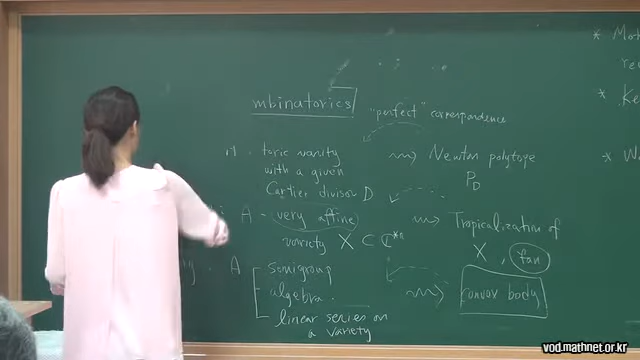 mbinatorics
"perfect" correspondence
toric variety
with a given
Cartier divisor D
Newton polytope
P_D
A - very affine
variety X ⊂ ℂ*ⁿ
Tropicalization of
X, fan
A
semigroup
algebra.
linear series on
a variety
convex body
vod.mathnet.or.kr